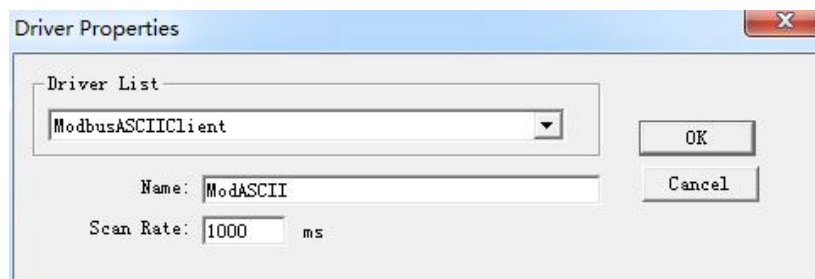 Driver Properties
Driver List
ModbusASCIIClient
OK
Name: ModASCII
Cancel
Scan Rate: 1000 ms